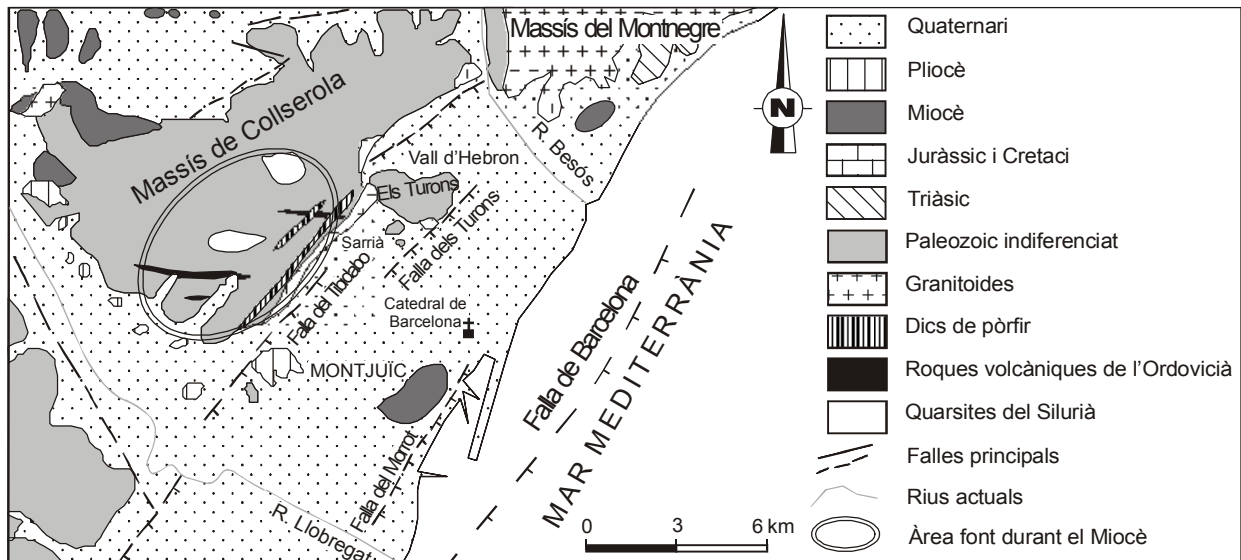 Massís del Montnegre
Massís de Collserola
R. Besós
Vall d'Hebron
Els Turons
Sarrià
Falla dels Turons
Falla del Tibidabo
Catedral de
Barcelona
MONTJUÏC
Falla del Morrot
R. Llobregat
Falla de Barcelona
MAR MEDITERRÀNIA
N
0 3 6 km
Quaternari
Pliocè
Miocè
Juràssic i Cretaci
Triàsic
Paleozoic indiferenciat
Granitoides
Dics de pòrfir
Roques volcàniques de l'Ordovicià
Quarsites del Silurià
Falles principals
Rius actuals
Àrea font durant el Miocè